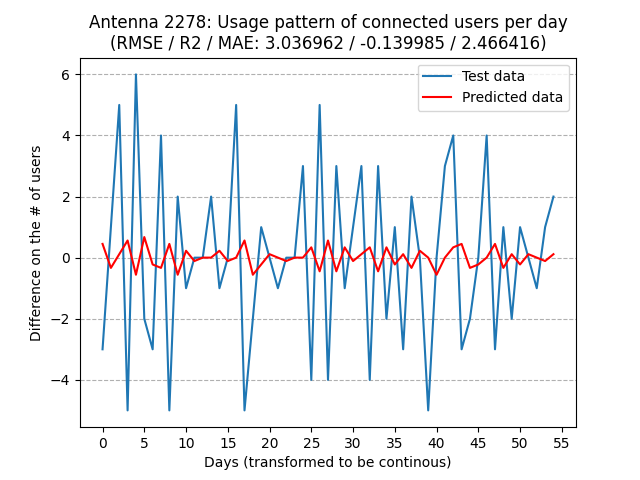 Antenna 2278: Usage pattern of connected users per day
(RMSE / R2 / MAE: 3.036962 / -0.139985 / 2.466416)
Test data
Predicted data
6
4
2
0
−2
−4
Difference on the # of users
0 5 10 15 20 25 30 35 40 45 50 55
Days (transformed to be continous)